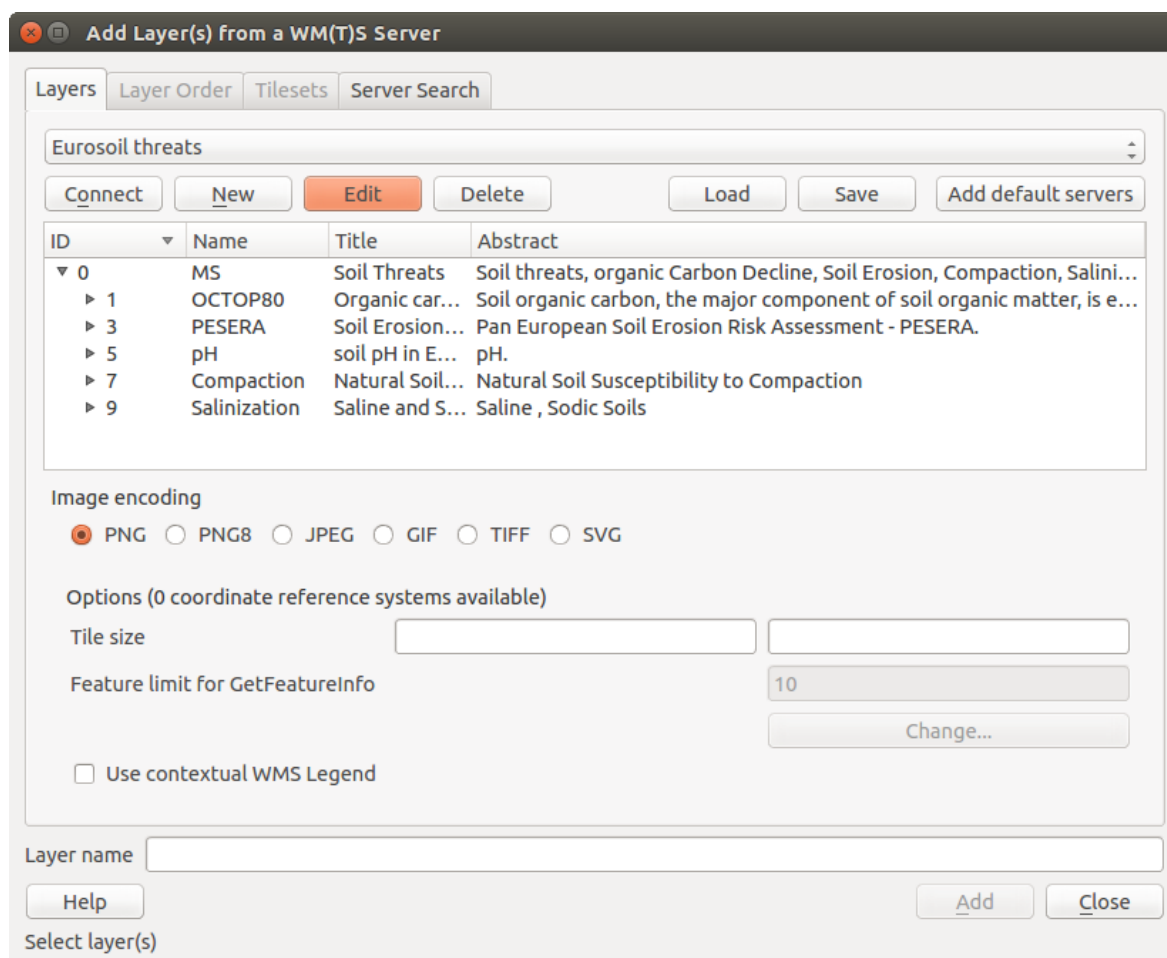 Add Layer(s) from a WM(T)S Server
Layers Layer Order Tilesets Server Search
Eurosoil threats
Connect New Edit Delete Load Save Add default servers
ID Name Title Abstract
0 MS Soil Threats Soil threats, organic Carbon Decline, Soil Erosion, Compaction, Salini...
1 OCTOP80 Organic car... Soil organic carbon, the major component of soil organic matter, is e...
3 PESERA Soil Erosion... Pan European Soil Erosion Risk Assessment - PESERA.
5 pH soil pH in E... pH.
7 Compaction Natural Soil... Natural Soil Susceptibility to Compaction
9 Salinization Saline and S... Saline , Sodic Soils
Image encoding
PNG PNG8 JPEG GIF TIFF SVG
Options (0 coordinate reference systems available)
Tile size
Feature limit for GetFeatureInfo 10
Change...
Use contextual WMS Legend
Layer name
Help Add Close
Select layer(s)